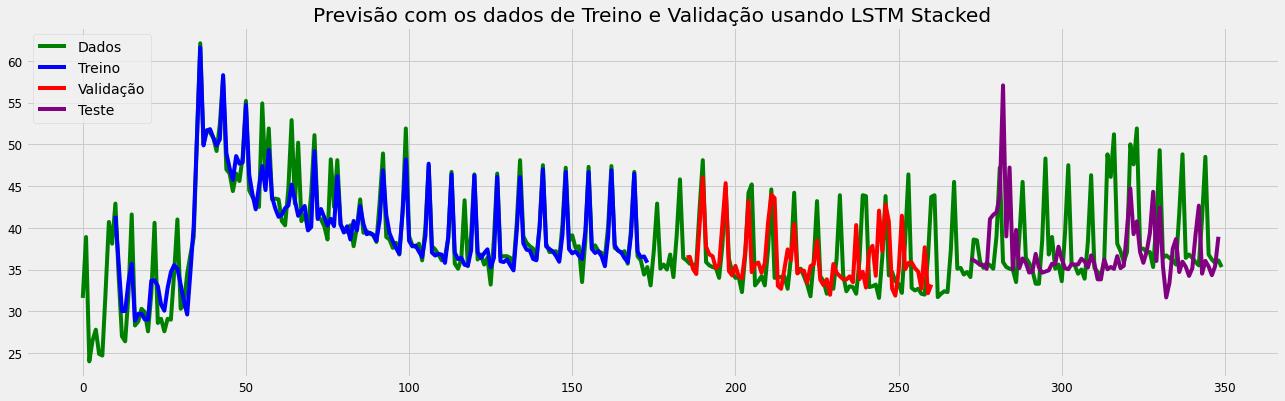 Previsão com os dados de Treino e Validação usando LSTM Stacked
Dados
Treino
Validação
Teste
60
55
50
45
40
35
30
25
0 50 100 150 200 250 300 350